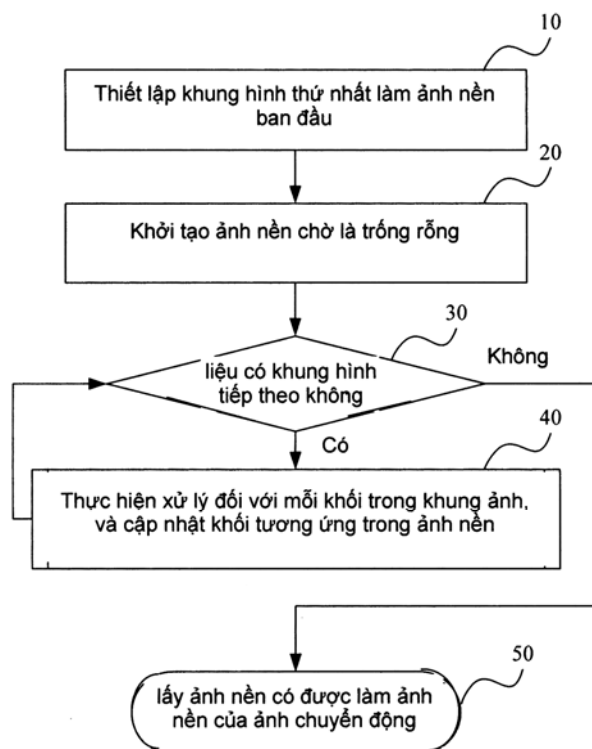 10
Thiết lập khung hình thứ nhất làm ảnh nền
ban đầu
20
Khởi tạo ảnh nền chờ là trống rỗng
30
liệu có khung hình
tiếp theo không
Không
Có
40
Thực hiện xử lý đối với mỗi khối trong khung ảnh,
và cập nhật khối tương ứng trong ảnh nền
50
lấy ảnh nền có được làm ảnh
nền của ảnh chuyển động